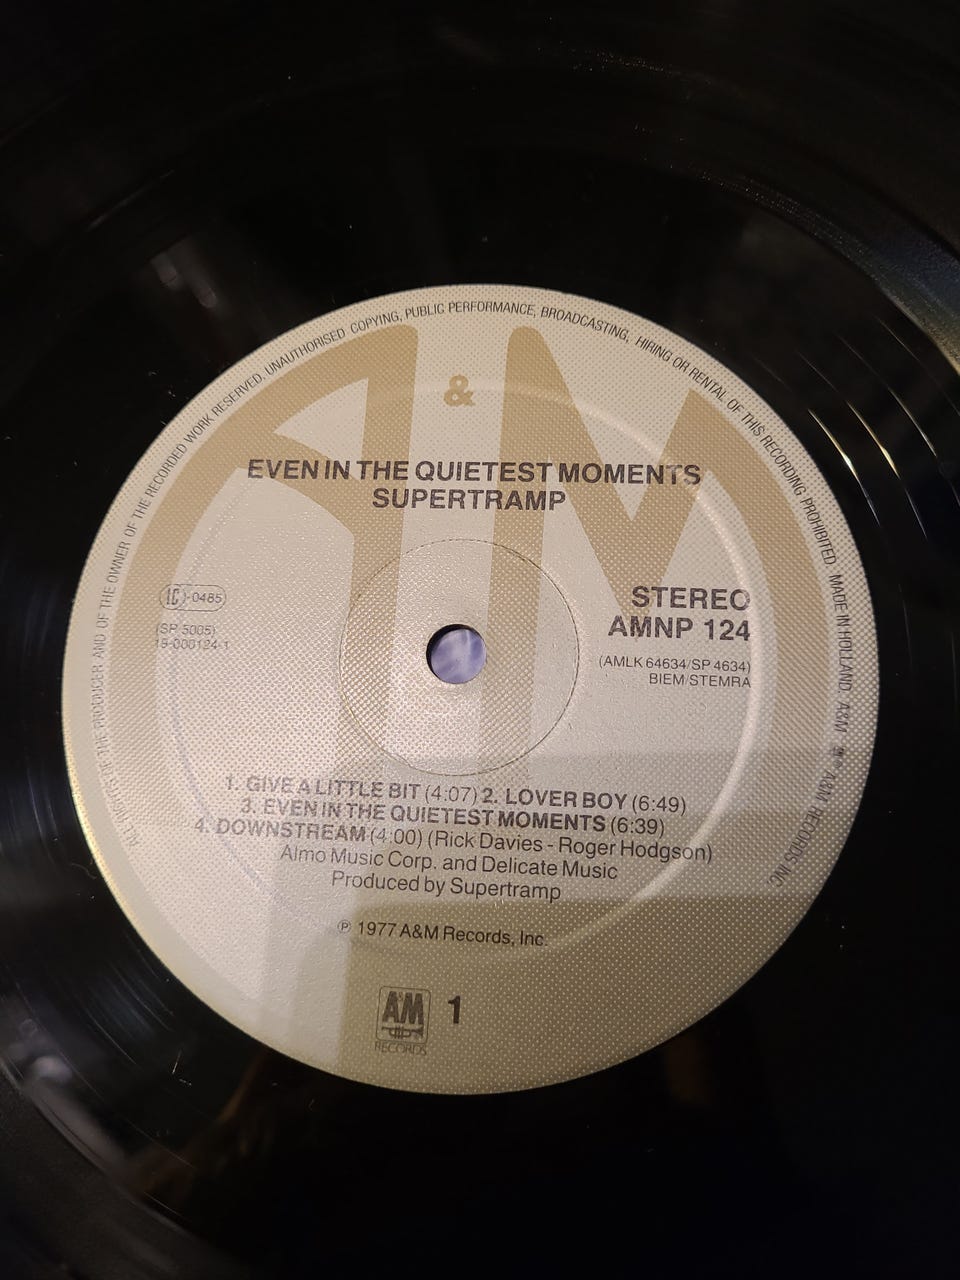 ALL RIGHTS OF THE PRODUCER AND OF THE OWNER OF THE RECORDED WORK RESERVED. UNAUTHORISED COPYING, PUBLIC PERFORMANCE, BROADCASTING, HIRING OR RENTAL OF THIS RECORDING PROHIBITED. MADE IN HOLLAND. A&M A&M RECORDS INC.
A&M
EVEN IN THE QUIETEST MOMENTS
SUPERTRAMP
LC-0485
(SP 5005)
19-000124-1
STEREO
AMNP 124
(AMLK 64634/SP 4634)
BIEM/STEMRA
1. GIVE A LITTLE BIT (4:07) 2. LOVER BOY (6:49)
3. EVEN IN THE QUIETEST MOMENTS (6:39)
4. DOWNSTREAM (4:00) (Rick Davies - Roger Hodgson)
Almo Music Corp. and Delicate Music
Produced by Supertramp
℗ 1977 A&M Records, Inc.
A&M
RECORDS
1